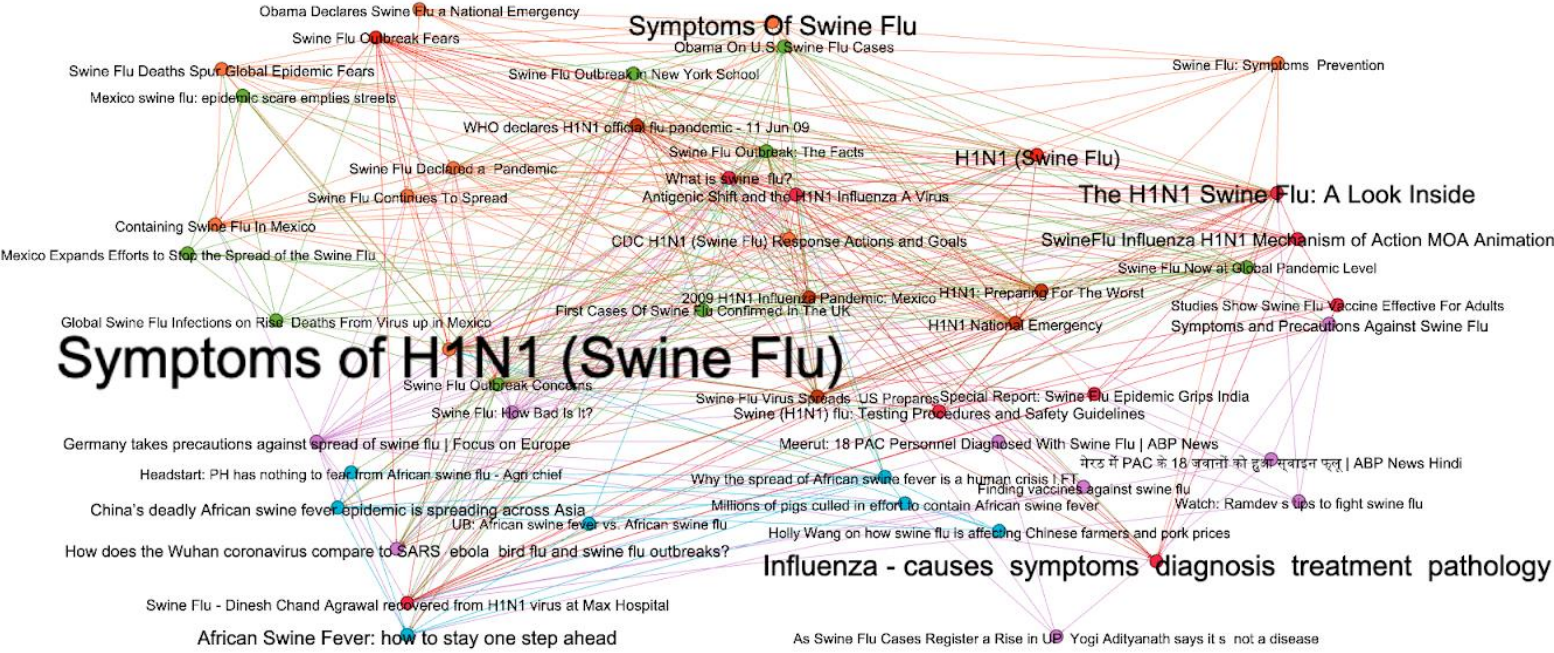 Obama Declares Swine Flu a National Emergency
Symptoms Of Swine Flu
Swine Flu Outbreak Fears
Obama On U.S. Swine Flu Cases
Swine Flu: Symptoms Prevention
Swine Flu Deaths Spur Global Epidemic Fears
Swine Flu Outbreak in New York School
Mexico swine flu: epidemic scare empties streets
WHO declares H1N1 official flu pandemic - 11 Jun 09
Swine Flu Outbreak: The Facts
H1N1 (Swine Flu)
Swine Flu Declared a Pandemic
What is swine flu?
Swine Flu Continues To Spread
Antigenic Shift and the H1N1 Influenza A Virus
The H1N1 Swine Flu: A Look Inside
Containing Swine Flu In Mexico
CDC H1N1 (Swine Flu) Response Actions and Goals
SwineFlu Influenza H1N1 Mechanism of Action MOA Animation
Mexico Expands Efforts to Stop the Spread of the Swine Flu
Swine Flu Now at Global Pandemic Level
2009 H1N1 Influenza Pandemic: Mexico
H1N1: Preparing For The Worst
First Cases Of Swine Flu Confirmed In The UK
Studies Show Swine Flu Vaccine Effective For Adults
Global Swine Flu Infections on Rise Deaths From Virus up in Mexico
H1N1 National Emergency
Symptoms and Precautions Against Swine Flu
Symptoms of H1N1 (Swine Flu)
Swine Flu Outbreak Concerns
Swine Flu Virus Spreads US Prepares
Special Report: Swine Flu Epidemic Grips India
Swine Flu: How Bad Is It?
Swine (H1N1) flu: Testing Procedures and Safety Guidelines
Germany takes precautions against spread of swine flu | Focus on Europe
Meerut: 18 PAC Personnel Diagnosed With Swine Flu | ABP News
मेरठ में PAC के 18 जवानों को हुआ स्वाइन फ्लू | ABP News Hindi
Headstart: PH has nothing to fear from African swine flu - Agri chief
Why the spread of African swine fever is a human crisis | FT
Finding vaccines against swine flu
China's deadly African swine fever epidemic is spreading across Asia
Millions of pigs culled in effort to contain African swine fever
Watch: Ramdev s tips to fight swine flu
UB: African swine fever vs. African swine flu
Holly Wang on how swine flu is affecting Chinese farmers and pork prices
How does the Wuhan coronavirus compare to SARS ebola bird flu and swine flu outbreaks?
Influenza - causes symptoms diagnosis treatment pathology
Swine Flu - Dinesh Chand Agrawal recovered from H1N1 virus at Max Hospital
African Swine Fever: how to stay one step ahead
As Swine Flu Cases Register a Rise in UP Yogi Adityanath says it s not a disease